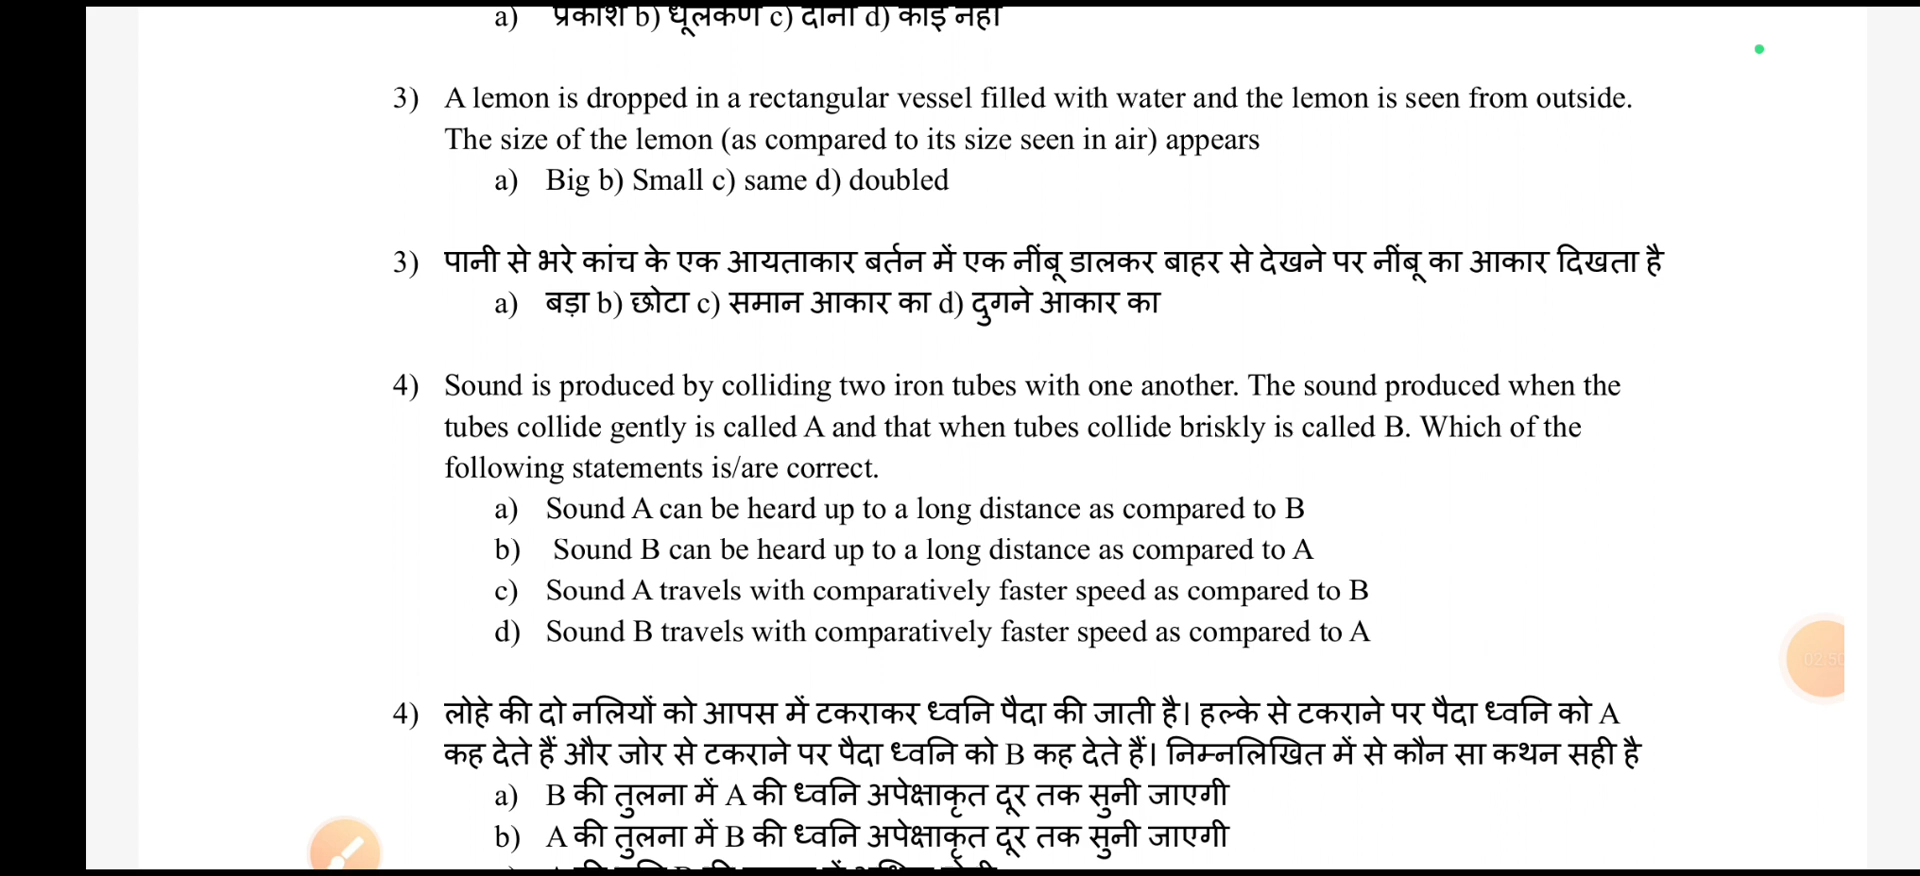 a) प्रकाश b) धूलकण c) दोनों d) कोई नहीं
3) A lemon is dropped in a rectangular vessel filled with water and the lemon is seen from outside.
The size of the lemon (as compared to its size seen in air) appears
a) Big b) Small c) same d) doubled
3) पानी से भरे कांच के एक आयताकार बर्तन में एक नींबू डालकर बाहर से देखने पर नींबू का आकार दिखता है
a) बड़ा b) छोटा c) समान आकार का d) दुगने आकार का
4) Sound is produced by colliding two iron tubes with one another. The sound produced when the
tubes collide gently is called A and that when tubes collide briskly is called B. Which of the
following statements is/are correct.
a) Sound A can be heard up to a long distance as compared to B
b) Sound B can be heard up to a long distance as compared to A
c) Sound A travels with comparatively faster speed as compared to B
d) Sound B travels with comparatively faster speed as compared to A
4) लोहे की दो नलियों को आपस में टकराकर ध्वनि पैदा की जाती है। हल्के से टकराने पर पैदा ध्वनि को A
कह देते हैं और जोर से टकराने पर पैदा ध्वनि को B कह देते हैं। निम्नलिखित में से कौन सा कथन सही है
a) B की तुलना में A की ध्वनि अपेक्षाकृत दूर तक सुनी जाएगी
b) A की तुलना में B की ध्वनि अपेक्षाकृत दूर तक सुनी जाएगी